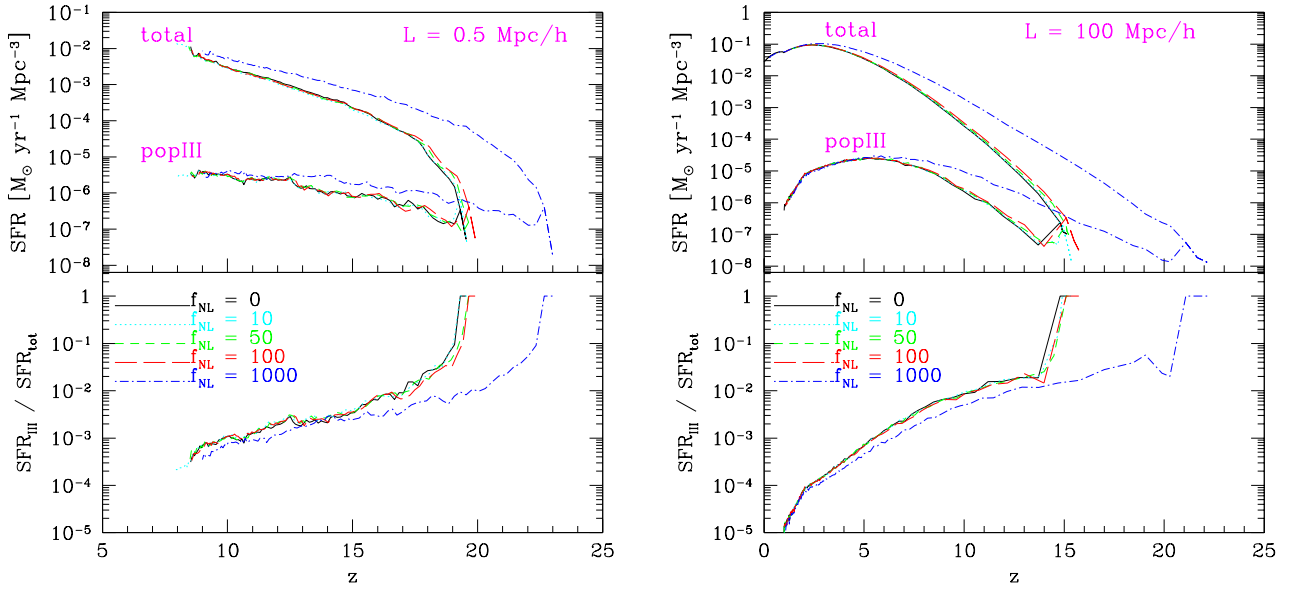 total
L = 0.5 Mpc/h
popIII
SFR [M⊙ yr⁻¹ Mpc⁻³]
10⁻¹
10⁻²
10⁻³
10⁻⁴
10⁻⁵
10⁻⁶
10⁻⁷
10⁻⁸
f_NL = 0
f_NL = 10
f_NL = 50
f_NL = 100
f_NL = 1000
SFR_III / SFR_tot
1
10⁻¹
10⁻²
10⁻³
10⁻⁴
10⁻⁵
5 10 15 20 25
z
total
L = 100 Mpc/h
popIII
SFR [M⊙ yr⁻¹ Mpc⁻³]
1
10⁻¹
10⁻²
10⁻³
10⁻⁴
10⁻⁵
10⁻⁶
10⁻⁷
10⁻⁸
f_NL = 0
f_NL = 10
f_NL = 50
f_NL = 100
f_NL = 1000
SFR_III / SFR_tot
1
10⁻¹
10⁻²
10⁻³
10⁻⁴
10⁻⁵
0 5 10 15 20 25
z